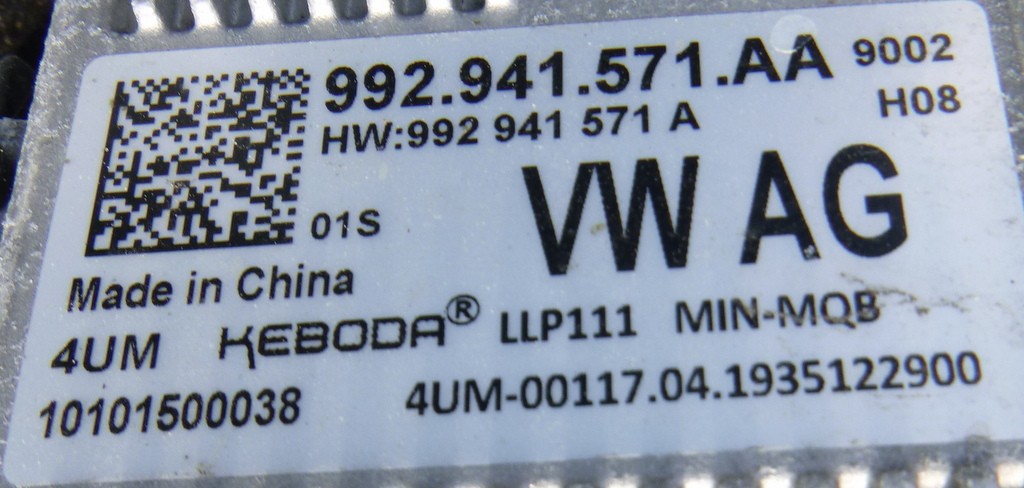 992.941.571.AA 9002
HW:992 941 571 A H08
VW AG
01S
Made in China
4UM KEBODA® LLP111 MIN-MQB
10101500038 4UM-00117.04.1935122900